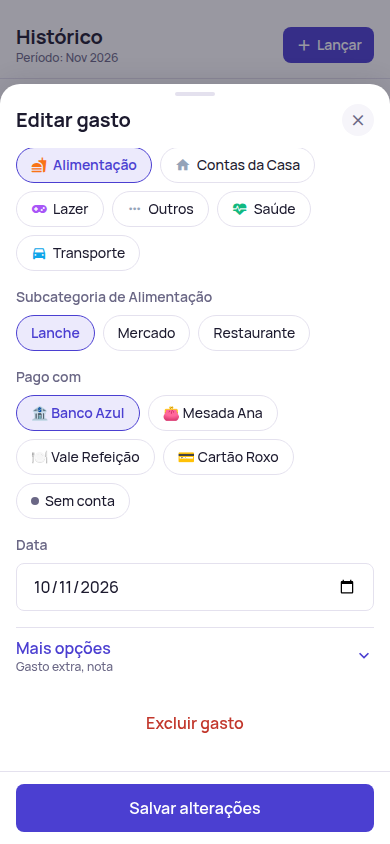 Histórico
Período: Nov 2026
Lançar
Editar gasto
Alimentação
Contas da Casa
Lazer
Outros
Saúde
Transporte
Subcategoria de Alimentação
Lanche
Mercado
Restaurante
Pago com
Banco Azul
Mesada Ana
Vale Refeição
Cartão Roxo
Sem conta
Data
10/11/2026
Mais opções
Gasto extra, nota
Excluir gasto
Salvar alterações